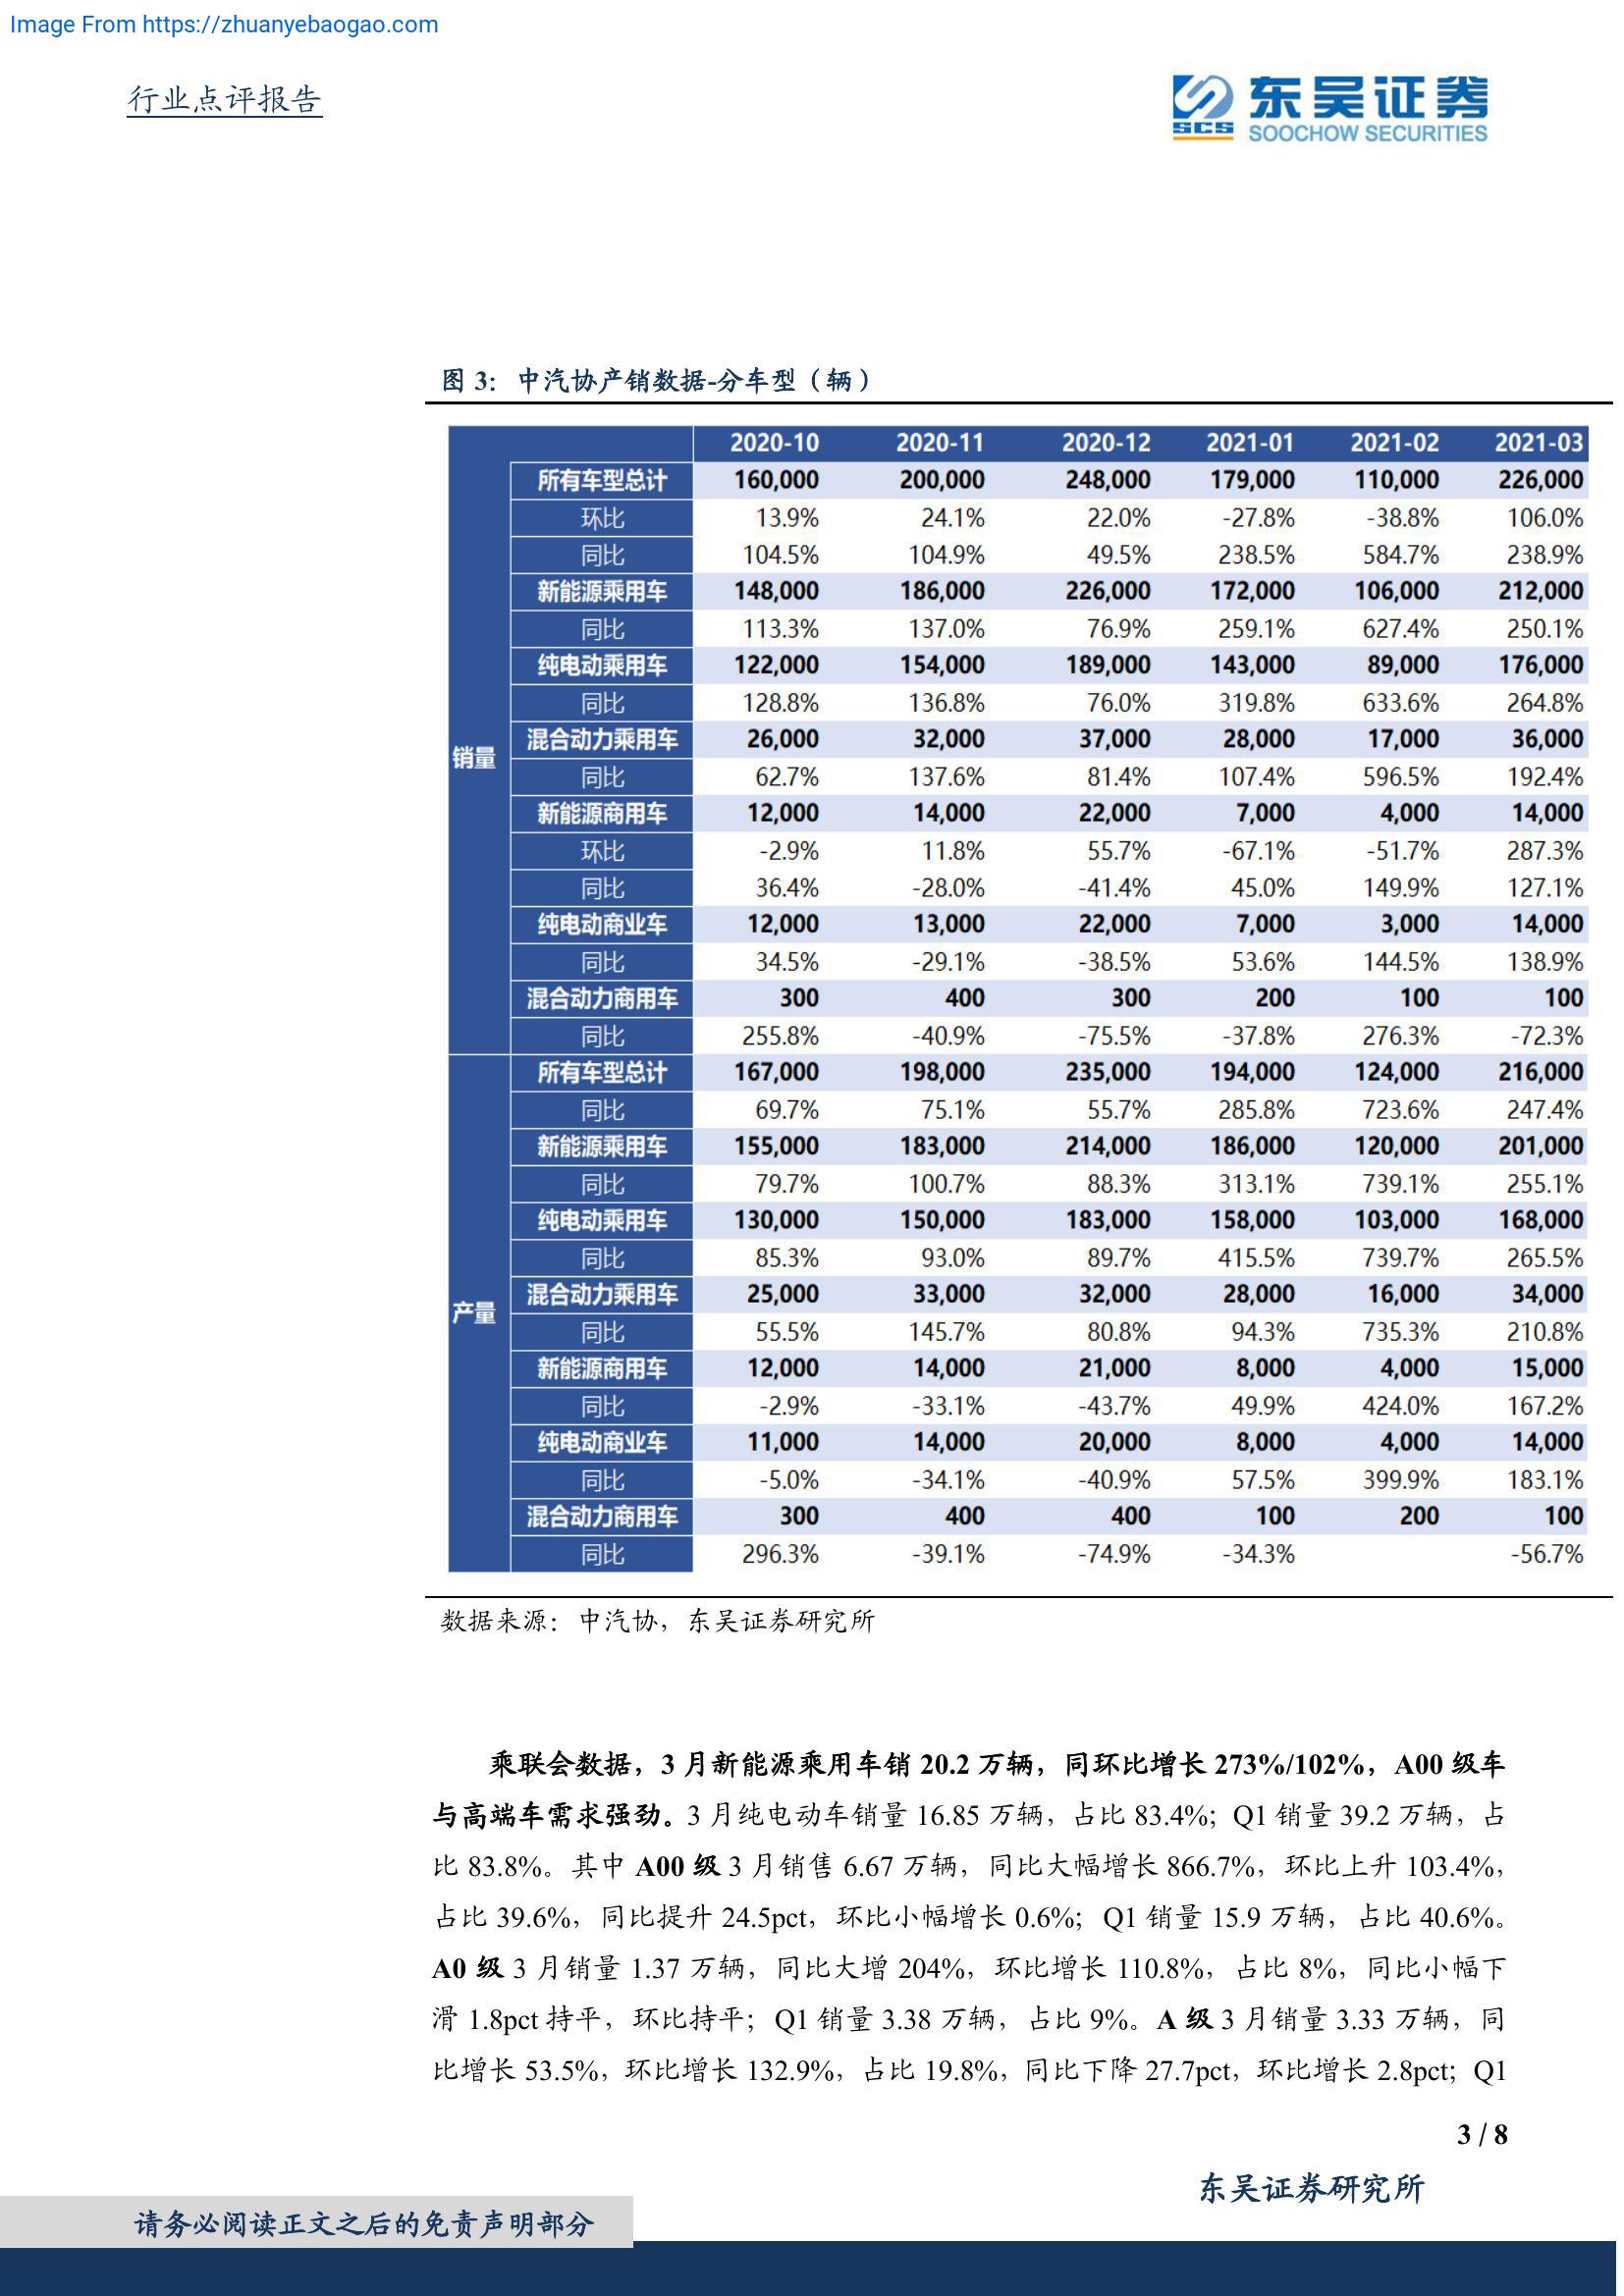 Image From https://zhuanyebaogao.com
行业点评报告
SCS
东吴证券
SOOCHOW SECURITIES
图 3：中汽协产销数据-分车型（辆）
2020-10 2020-11 2020-12 2021-01 2021-02 2021-03
销量
所有车型总计 160,000 200,000 248,000 179,000 110,000 226,000
环比 13.9% 24.1% 22.0% -27.8% -38.8% 106.0%
同比 104.5% 104.9% 49.5% 238.5% 584.7% 238.9%
新能源乘用车 148,000 186,000 226,000 172,000 106,000 212,000
同比 113.3% 137.0% 76.9% 259.1% 627.4% 250.1%
纯电动乘用车 122,000 154,000 189,000 143,000 89,000 176,000
同比 128.8% 136.8% 76.0% 319.8% 633.6% 264.8%
混合动力乘用车 26,000 32,000 37,000 28,000 17,000 36,000
同比 62.7% 137.6% 81.4% 107.4% 596.5% 192.4%
新能源商用车 12,000 14,000 22,000 7,000 4,000 14,000
环比 -2.9% 11.8% 55.7% -67.1% -51.7% 287.3%
同比 36.4% -28.0% -41.4% 45.0% 149.9% 127.1%
纯电动商业车 12,000 13,000 22,000 7,000 3,000 14,000
同比 34.5% -29.1% -38.5% 53.6% 144.5% 138.9%
混合动力商用车 300 400 300 200 100 100
同比 255.8% -40.9% -75.5% -37.8% 276.3% -72.3%
产量
所有车型总计 167,000 198,000 235,000 194,000 124,000 216,000
同比 69.7% 75.1% 55.7% 285.8% 723.6% 247.4%
新能源乘用车 155,000 183,000 214,000 186,000 120,000 201,000
同比 79.7% 100.7% 88.3% 313.1% 739.1% 255.1%
纯电动乘用车 130,000 150,000 183,000 158,000 103,000 168,000
同比 85.3% 93.0% 89.7% 415.5% 739.7% 265.5%
混合动力乘用车 25,000 33,000 32,000 28,000 16,000 34,000
同比 55.5% 145.7% 80.8% 94.3% 735.3% 210.8%
新能源商用车 12,000 14,000 21,000 8,000 4,000 15,000
同比 -2.9% -33.1% -43.7% 49.9% 424.0% 167.2%
纯电动商业车 11,000 14,000 20,000 8,000 4,000 14,000
同比 -5.0% -34.1% -40.9% 57.5% 399.9% 183.1%
混合动力商用车 300 400 400 100 200 100
同比 296.3% -39.1% -74.9% -34.3% -56.7%
数据来源：中汽协，东吴证券研究所
乘联会数据，3 月新能源乘用车销 20.2 万辆，同环比增长 273%/102%，A00 级车
与高端车需求强劲。3 月纯电动车销量 16.85 万辆，占比 83.4%；Q1 销量 39.2 万辆，占
比 83.8%。其中 A00 级 3 月销售 6.67 万辆，同比大幅增长 866.7%，环比上升 103.4%，
占比 39.6%，同比提升 24.5pct，环比小幅增长 0.6%；Q1 销量 15.9 万辆，占比 40.6%。
A0 级 3 月销量 1.37 万辆，同比大增 204%，环比增长 110.8%，占比 8%，同比小幅下
滑 1.8pct 持平，环比持平；Q1 销量 3.38 万辆，占比 9%。A 级 3 月销量 3.33 万辆，同
比增长 53.5%，环比增长 132.9%，占比 19.8%，同比下降 27.7pct，环比增长 2.8pct；Q1
3 / 8
东吴证券研究所
请务必阅读正文之后的免责声明部分